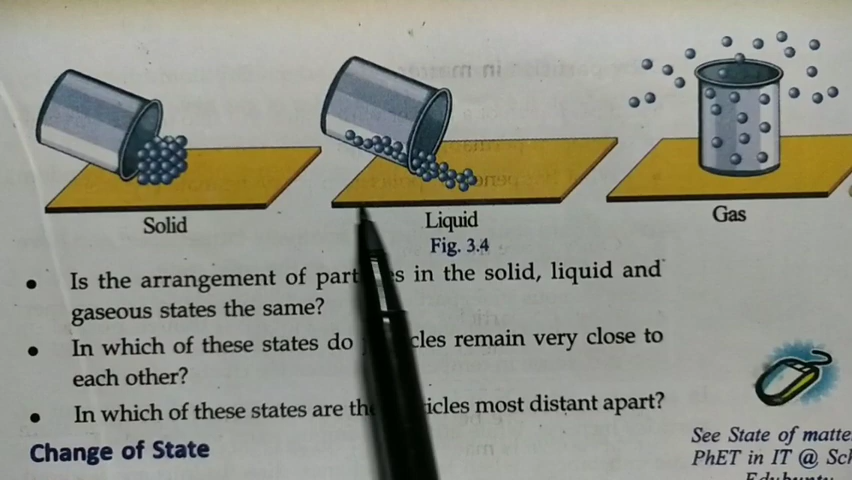 Solid
Liquid
Gas
Fig. 3.4
• Is the arrangement of part s in the solid, liquid and
gaseous states the same?
• In which of these states do cles remain very close to
each other?
• In which of these states are th icles most distant apart?
Change of State
See State of matte
PhET in IT @ Sch